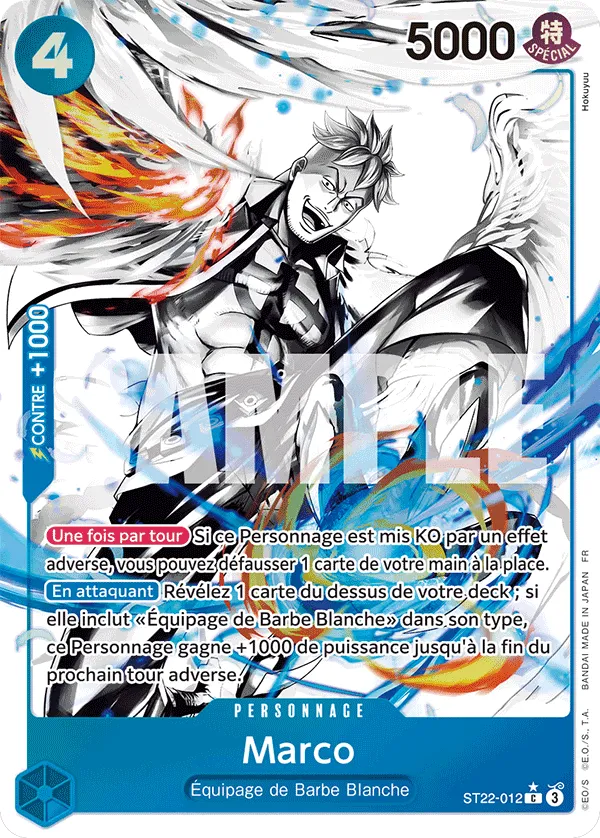 4
5000
特
SPÉCIAL
Hokuyuu
CONTRE +1000
SAMPLE
Une fois par tour Si ce Personnage est mis KO par un effet
adverse, vous pouvez défausser 1 carte de votre main à la place.
En attaquant Révélez 1 carte du dessus de votre deck ; si
elle inclut «Équipage de Barbe Blanche» dans son type,
ce Personnage gagne +1000 de puissance jusqu'à la fin du
prochain tour adverse.
PERSONNAGE
Marco
Équipage de Barbe Blanche
ST22-012 C 3
©E.O/S ©E.O./S., T.A. BANDAI MADE IN JAPAN FR